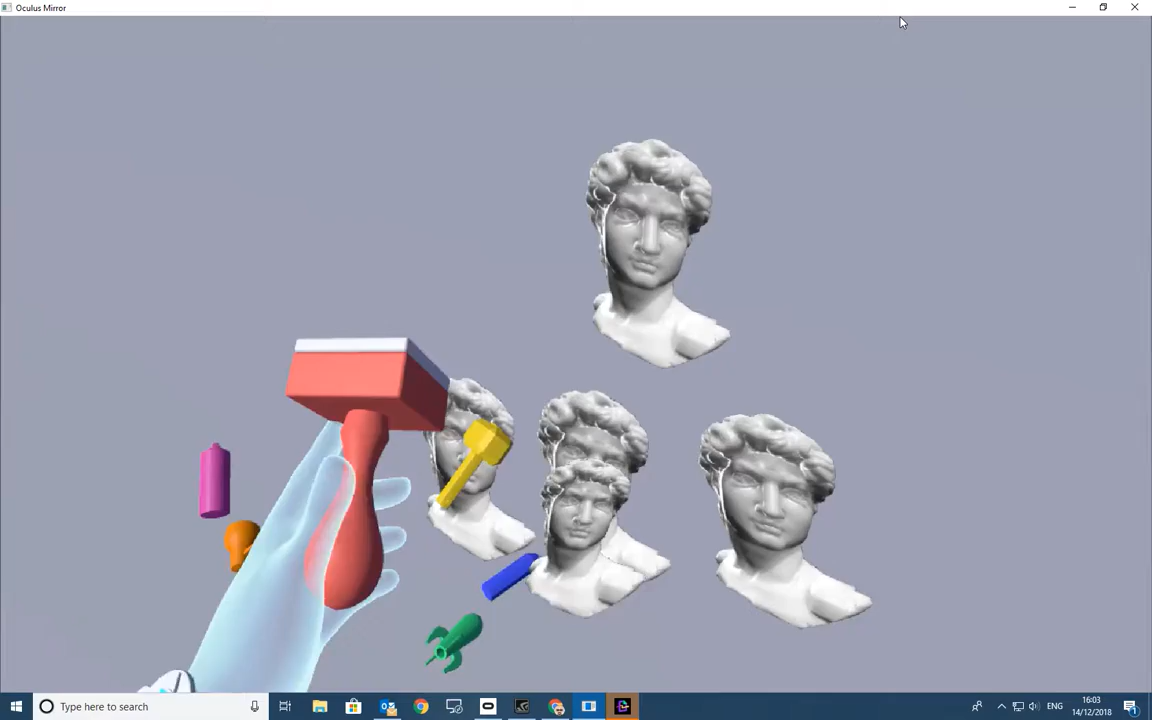 Oculus Mirror
Type here to search
ENG
16:03
14/12/2018